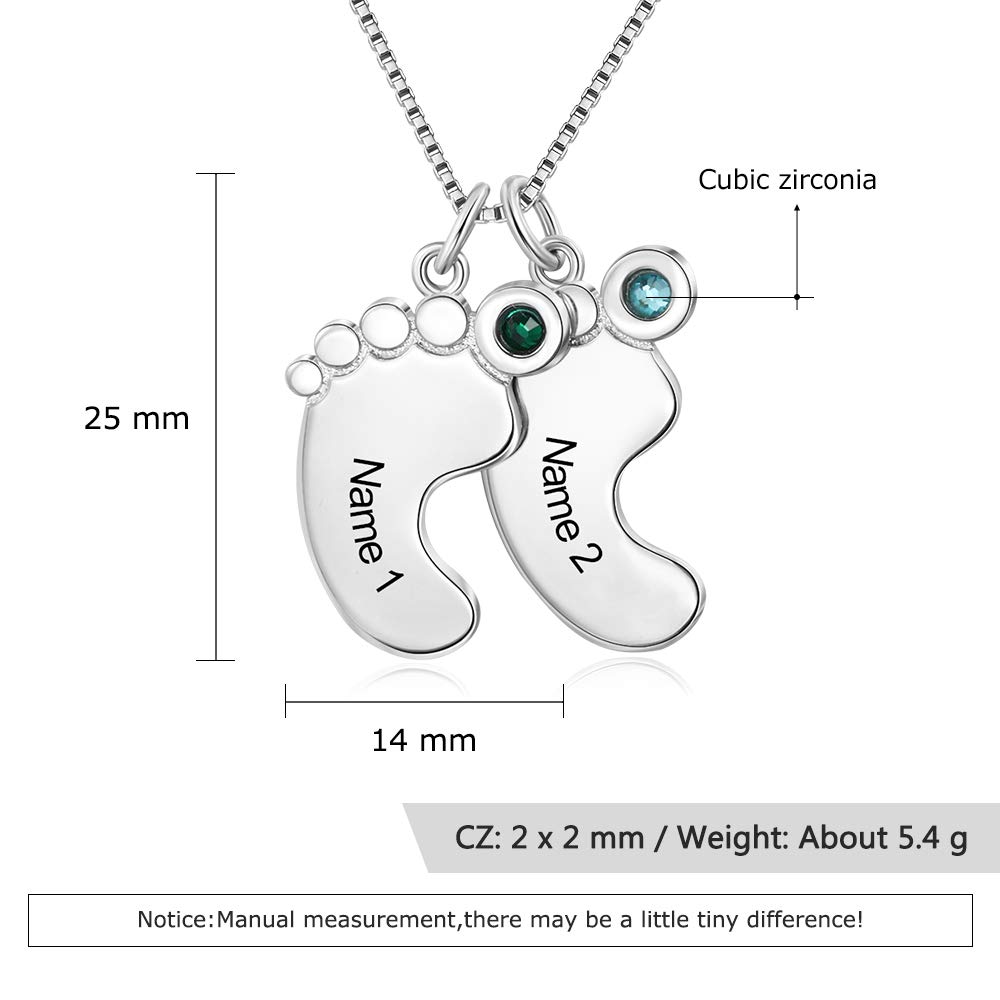 Cubic zirconia
25 mm
Name 1
Name 2
14 mm
CZ: 2 x 2 mm / Weight: About 5.4 g
Notice:Manual measurement,there may be a little tiny difference!